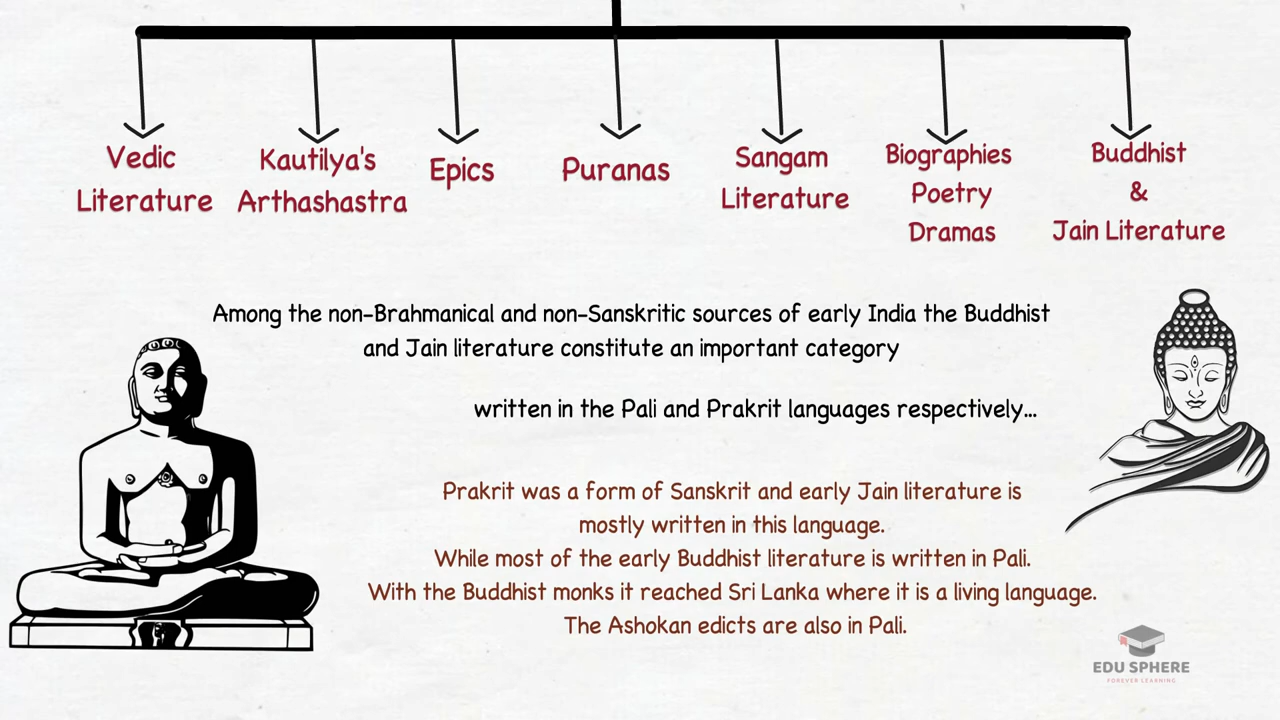 Vedic
Literature
Kautilya's
Arthashastra
Epics
Puranas
Sangam
Literature
Biographies
Poetry
Dramas
Buddhist
&
Jain Literature
Among the non-Brahmanical and non-Sanskritic sources of early India the Buddhist
and Jain literature constitute an important category
written in the Pali and Prakrit languages respectively...
Prakrit was a form of Sanskrit and early Jain literature is
mostly written in this language.
While most of the early Buddhist literature is written in Pali.
With the Buddhist monks it reached Sri Lanka where it is a living language.
The Ashokan edicts are also in Pali.
EDU SPHERE
FOREVER LEARNING